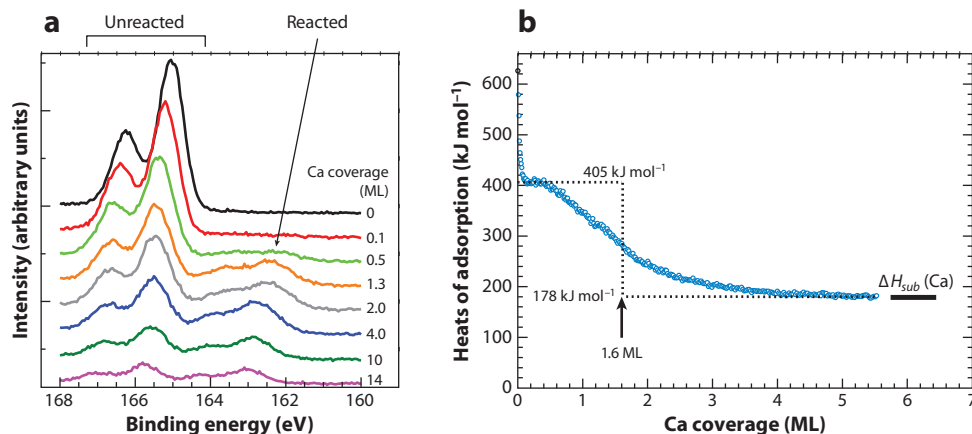 a
Unreacted
Reacted
Intensity (arbitrary units)
Ca coverage
(ML)
0
0.1
0.5
1.3
2.0
4.0
10
14
168
166
164
162
160
Binding energy (eV)
b
Heats of adsorption (kJ mol⁻¹)
600
500
400
300
200
100
0
405 kJ mol⁻¹
178 kJ mol⁻¹
1.6 ML
ΔH_sub (Ca)
0
1
2
3
4
5
6
7
Ca coverage (ML)